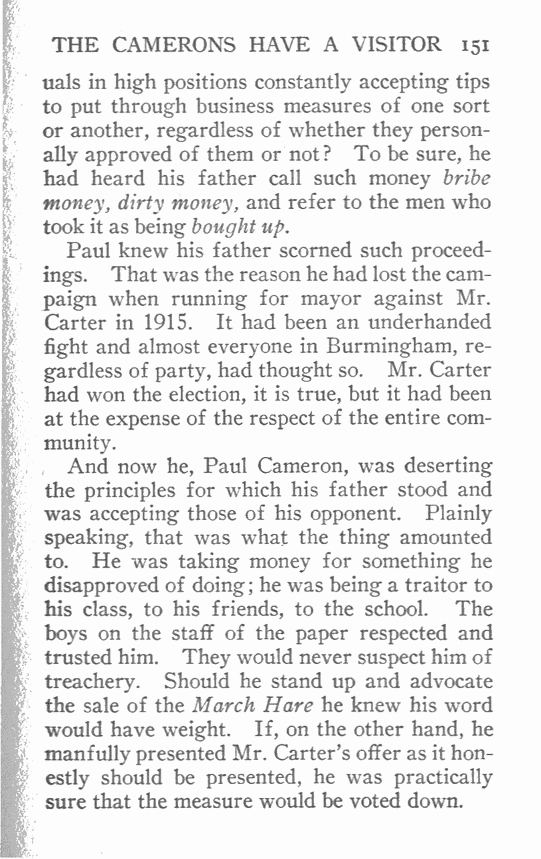 THE CAMERONS HAVE A VISITOR 151
uals in high positions constantly accepting tips
to put through business measures of one sort
or another, regardless of whether they person-
ally approved of them or not? To be sure, he
had heard his father call such money bribe
money, dirty money, and refer to the men who
took it as being bought up.
Paul knew his father scorned such proceed-
ings. That was the reason he had lost the cam-
paign when running for mayor against Mr.
Carter in 1915. It had been an underhanded
fight and almost everyone in Burmingham, re-
gardless of party, had thought so. Mr. Carter
had won the election, it is true, but it had been
at the expense of the respect of the entire com-
munity.
And now he, Paul Cameron, was deserting
the principles for which his father stood and
was accepting those of his opponent. Plainly
speaking, that was what the thing amounted
to. He was taking money for something he
disapproved of doing; he was being a traitor to
his class, to his friends, to the school. The
boys on the staff of the paper respected and
trusted him. They would never suspect him of
treachery. Should he stand up and advocate
the sale of the March Hare he knew his word
would have weight. If, on the other hand, he
manfully presented Mr. Carter's offer as it hon-
estly should be presented, he was practically
sure that the measure would be voted down.